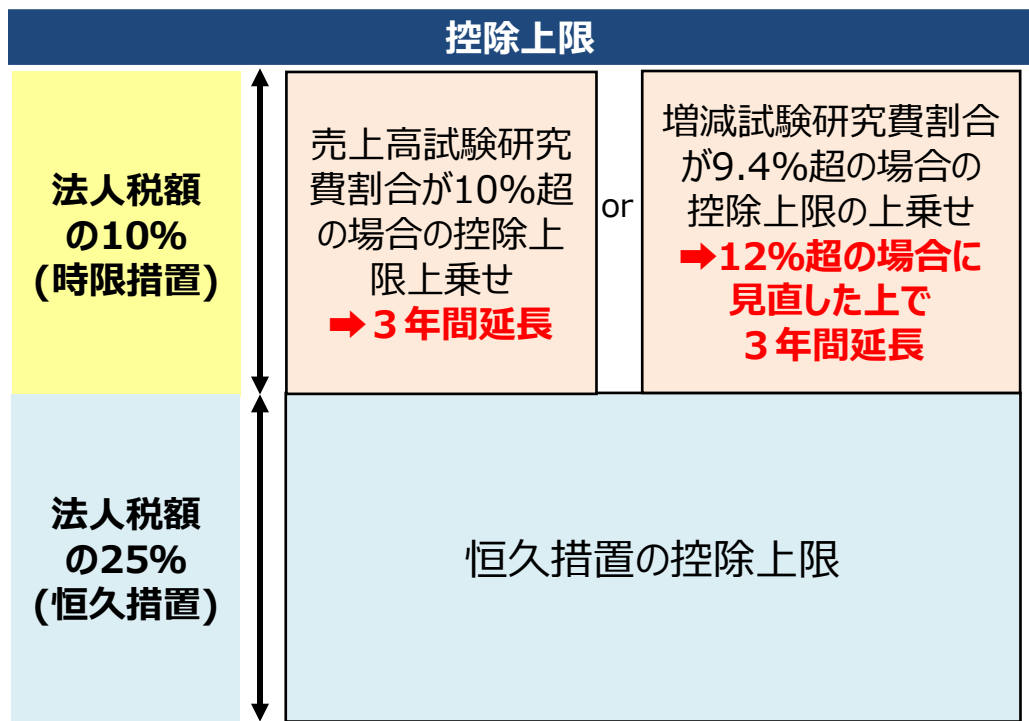 控除上限
法人税額
の10%
(時限措置)
売上高試験研究
費割合が10%超
の場合の控除上
限上乗せ
➡３年間延長
or
増減試験研究費割合
が9.4%超の場合の
控除上限の上乗せ
➡12%超の場合に
見直した上で
３年間延長
法人税額
の25%
(恒久措置)
恒久措置の控除上限